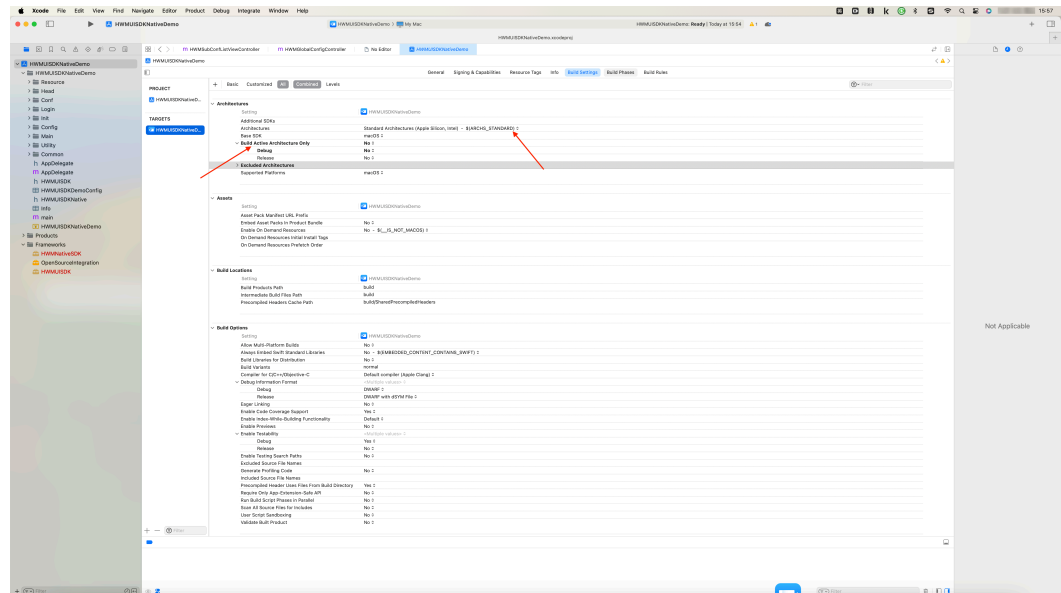 Xcode File Edit View Find Navigate Editor Product Debug Integrate Window Help 15:57
HWMUISDKNativeDemo HWMUISDKNativeDemo My Mac HWMUISDKNativeDemo: Ready | Today at 15:54 1
HWMUISDKNativeDemo.xcodeproj
HWMSubConfListViewController HWMGlobalConfigController No Editor HWMUISDKNativeDemo
HWMUISDKNativeDemo
General Signing & Capabilities Resource Tags Info Build Settings Build Phases Build Rules
+ Basic Customized All Combined Levels Filter
HWMUISDKNativeDemo
HWMUISDKNativeDemo
Resource
Head
Conf
Login
Init
Config
Main
Utility
Common
h AppDelegate
m AppDelegate
h HWMUISDK
HWMUISDKDemoConfig
h HWMUISDKNative
Info
m main
HWMUISDKNativeDemo
Products
Frameworks
HWMNativeSDK
OpenSourceIntegration
HWMUISDK
PROJECT
HWMUISDKNativeD...
TARGETS
HWMUISDKNativeD...
Architectures
Setting HWMUISDKNativeDemo
Additional SDKs
Architectures Standard Architectures (Apple Silicon, Intel) - $(ARCHS_STANDARD)
Base SDK macOS
Build Active Architecture Only No
Debug No
Release No
Excluded Architectures
Supported Platforms macOS
Assets
Setting HWMUISDKNativeDemo
Asset Pack Manifest URL Prefix
Embed Asset Packs In Product Bundle No
Enable On Demand Resources No - $(__IS_NOT_MACOS)
On Demand Resources Initial Install Tags
On Demand Resources Prefetch Order
Build Locations
Setting HWMUISDKNativeDemo
Build Products Path build
Intermediate Build Files Path build
Precompiled Headers Cache Path build/SharedPrecompiledHeaders
Build Options
Setting HWMUISDKNativeDemo
Allow Multi-Platform Builds No
Always Embed Swift Standard Libraries No - $(EMBEDDED_CONTENT_CONTAINS_SWIFT)
Build Libraries for Distribution No
Build Variants normal
Compiler for C/C++/Objective-C Default compiler (Apple Clang)
Debug Information Format <Multiple values>
Debug DWARF
Release DWARF with dSYM File
Eager Linking No
Enable Code Coverage Support Yes
Enable Index-While-Building Functionality Default
Enable Previews No
Enable Testability <Multiple values>
Debug Yes
Release No
Enable Testing Search Paths No
Excluded Source File Names
Generate Profiling Code No
Included Source File Names
Precompiled Header Uses Files From Build Directory Yes
Require Only App-Extension-Safe API No
Run Build Script Phases in Parallel No
Scan All Source Files for Includes No
User Script Sandboxing No
Validate Built Product No
Not Applicable
+ − Filter
+ Filter Filter